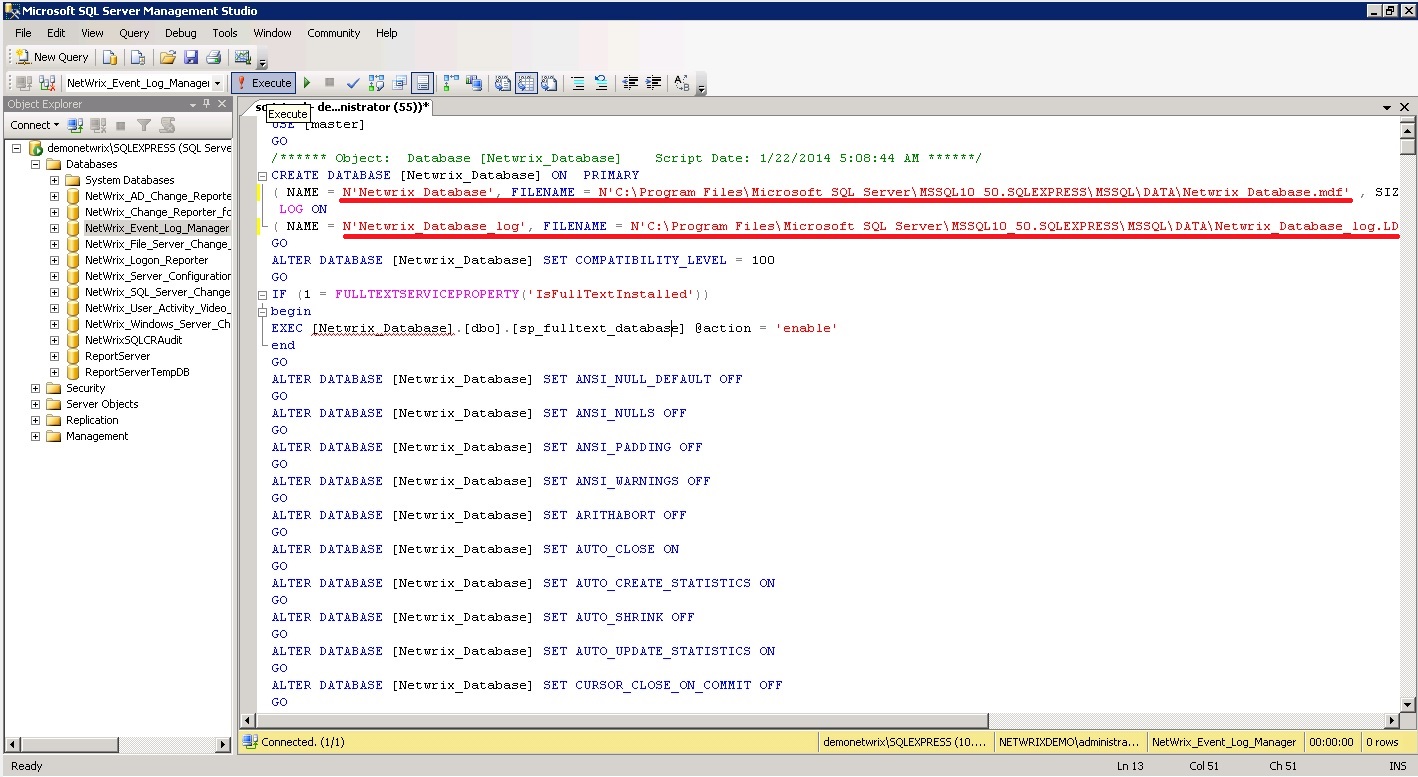 Microsoft SQL Server Management Studio
File Edit View Query Debug Tools Window Community Help
New Query
NetWrix_Event_Log_Manager Execute
Object Explorer
Connect
demonetwrix\SQLEXPRESS (SQL Serve
Databases
System Databases
NetWrix_AD_Change_Reporte
NetWrix_Change_Reporter_fo
NetWrix_Event_Log_Manager
NetWrix_File_Server_Change_
NetWrix_Logon_Reporter
NetWrix_Server_Configuration
NetWrix_SQL_Server_Change
NetWrix_User_Activity_Video_
NetWrix_Windows_Server_Ch
NetWrixSQLCRAudit
ReportServer
ReportServerTempDB
Security
Server Objects
Replication
Management
de...nistrator (55))*
Execute
USE [master]
GO
/****** Object:  Database [Netwrix_Database]    Script Date: 1/22/2014 5:08:44 AM ******/
CREATE DATABASE [Netwrix_Database] ON  PRIMARY
( NAME = N'Netwrix_Database', FILENAME = N'C:\Program Files\Microsoft SQL Server\MSSQL10_50.SQLEXPRESS\MSSQL\DATA\Netwrix_Database.mdf' , SIZ
LOG ON
( NAME = N'Netwrix_Database_log', FILENAME = N'C:\Program Files\Microsoft SQL Server\MSSQL10_50.SQLEXPRESS\MSSQL\DATA\Netwrix_Database_log.LD
GO
ALTER DATABASE [Netwrix_Database] SET COMPATIBILITY_LEVEL = 100
GO
IF (1 = FULLTEXTSERVICEPROPERTY('IsFullTextInstalled'))
begin
EXEC [Netwrix_Database].[dbo].[sp_fulltext_database] @action = 'enable'
end
GO
ALTER DATABASE [Netwrix_Database] SET ANSI_NULL_DEFAULT OFF
GO
ALTER DATABASE [Netwrix_Database] SET ANSI_NULLS OFF
GO
ALTER DATABASE [Netwrix_Database] SET ANSI_PADDING OFF
GO
ALTER DATABASE [Netwrix_Database] SET ANSI_WARNINGS OFF
GO
ALTER DATABASE [Netwrix_Database] SET ARITHABORT OFF
GO
ALTER DATABASE [Netwrix_Database] SET AUTO_CLOSE ON
GO
ALTER DATABASE [Netwrix_Database] SET AUTO_CREATE_STATISTICS ON
GO
ALTER DATABASE [Netwrix_Database] SET AUTO_SHRINK OFF
GO
ALTER DATABASE [Netwrix_Database] SET AUTO_UPDATE_STATISTICS ON
GO
ALTER DATABASE [Netwrix_Database] SET CURSOR_CLOSE_ON_COMMIT OFF
GO
Connected. (1/1) demonetwrix\SQLEXPRESS (10.... NETWRIXDEMO\administra... NetWrix_Event_Log_Manager 00:00:00 0 rows
Ready Ln 13 Col 51 Ch 51 INS